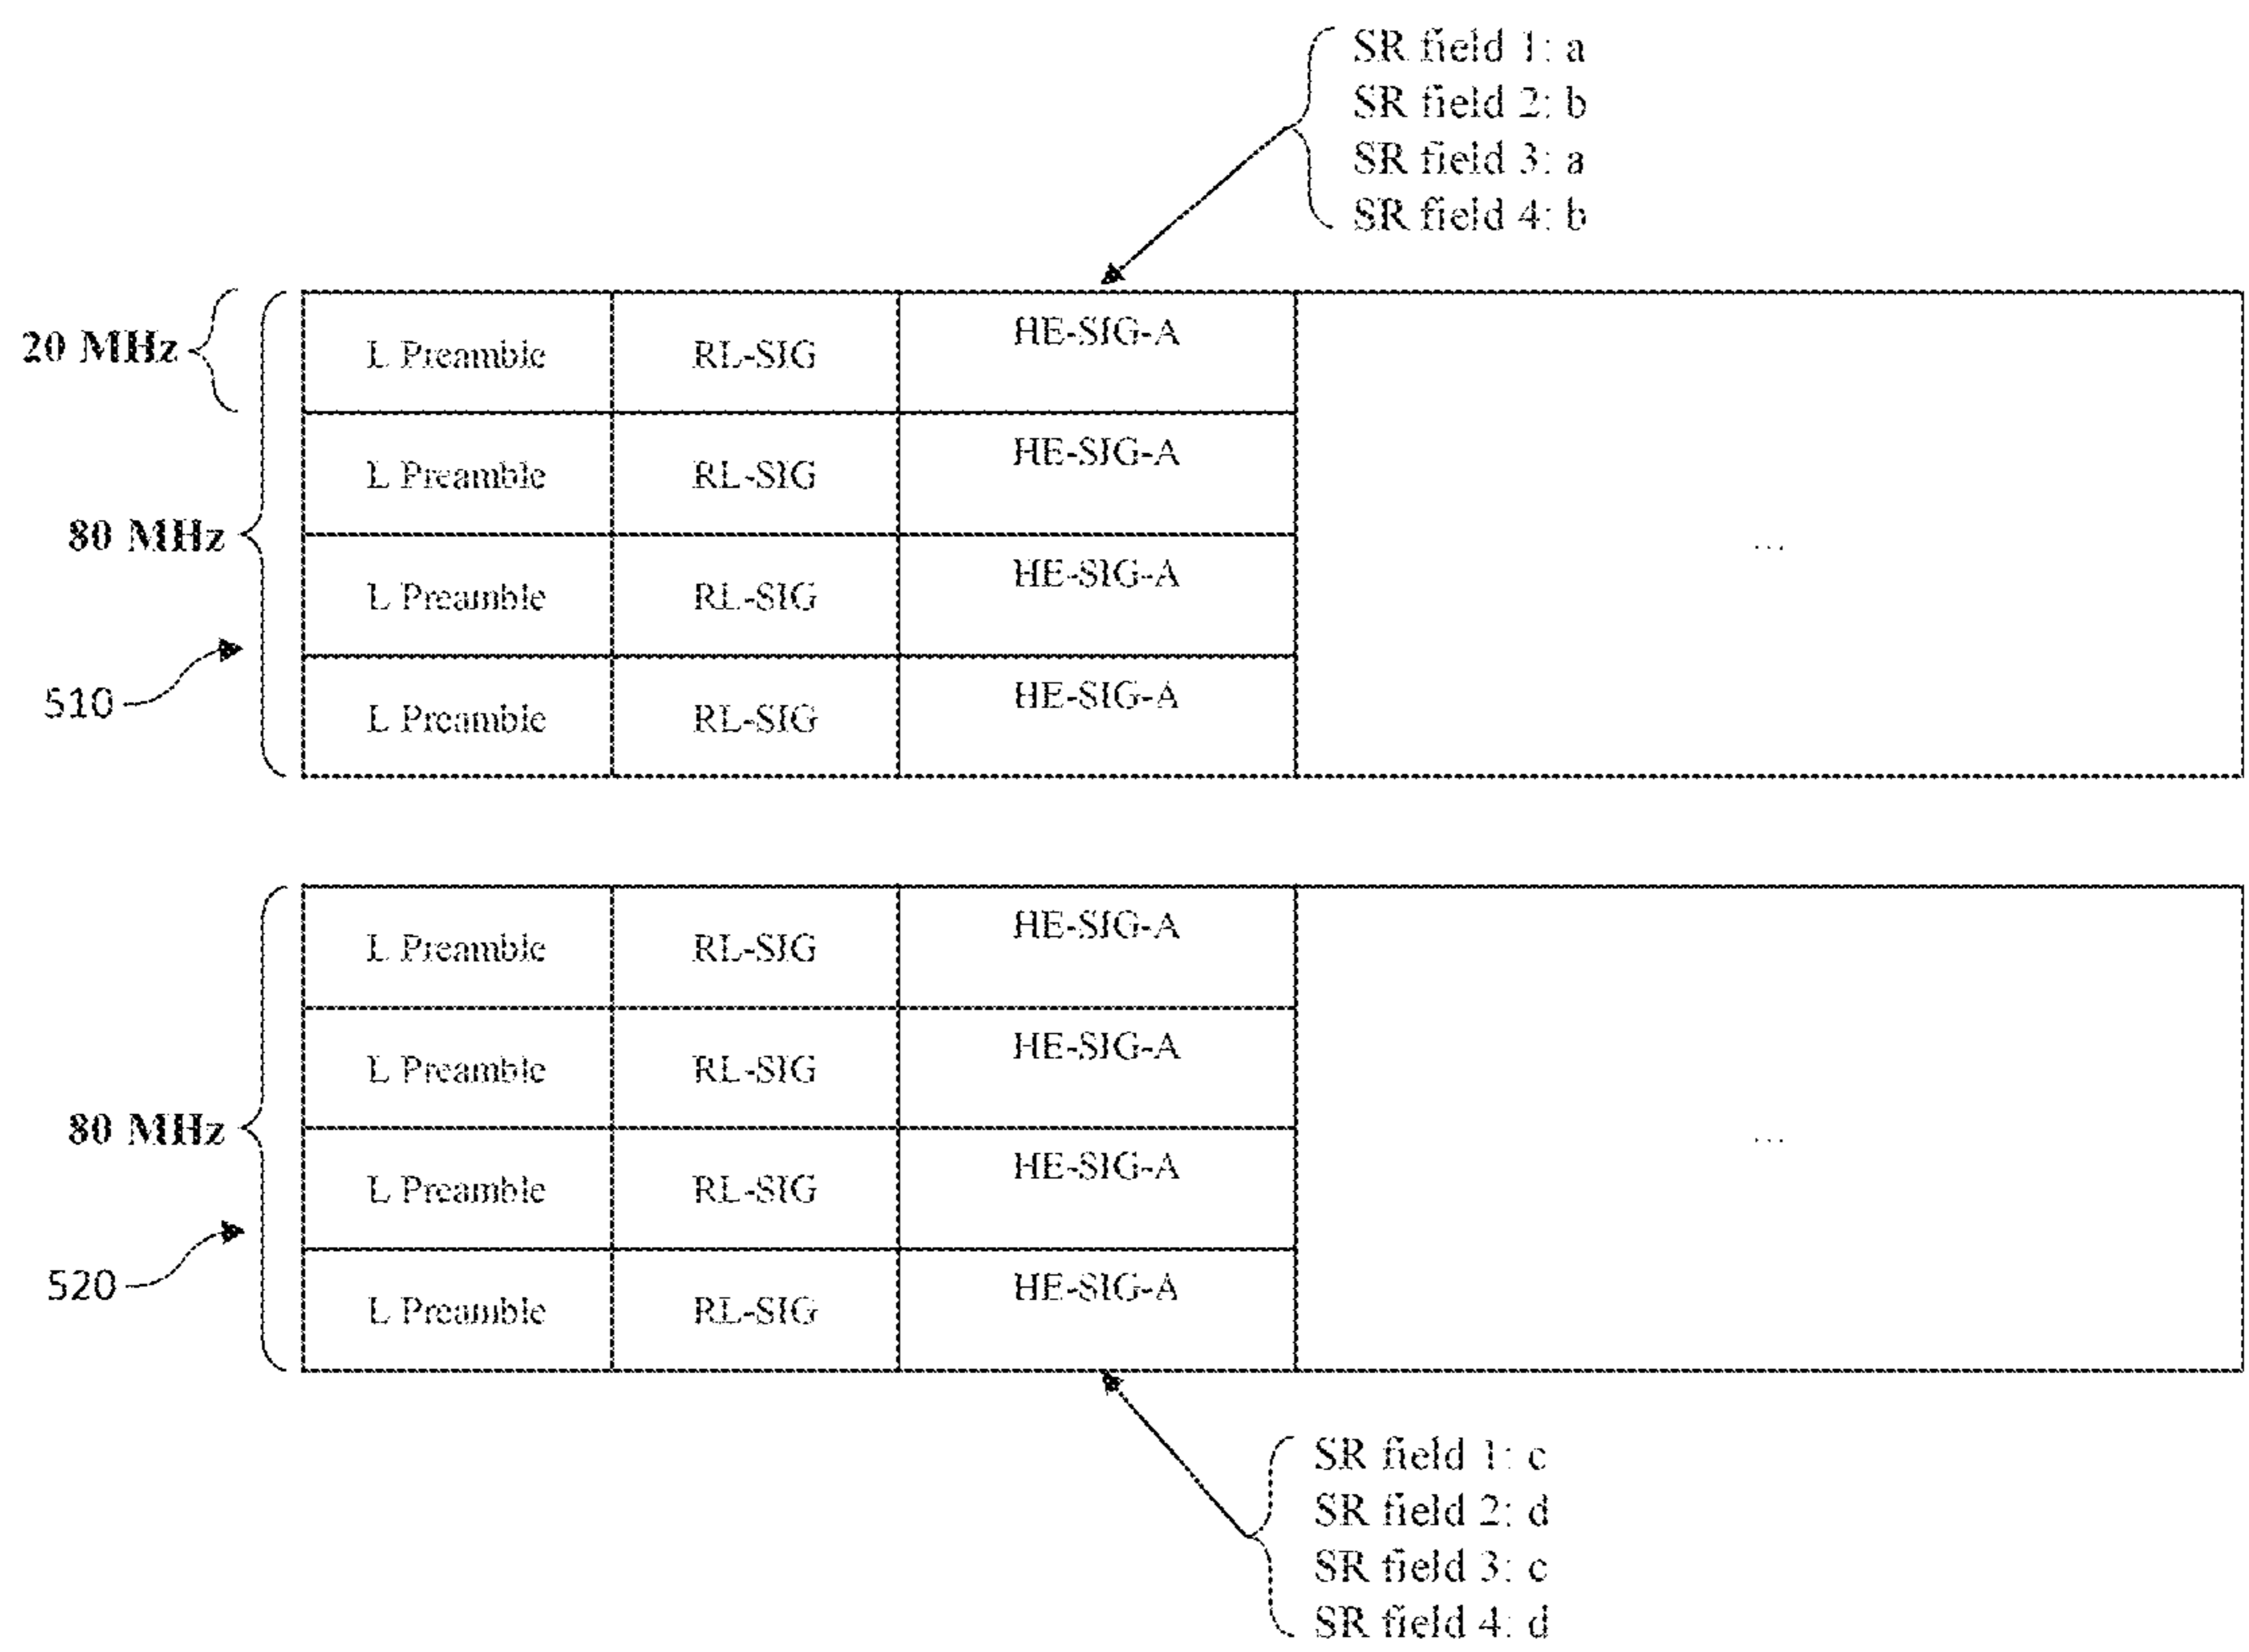 SR field 1: a
SR field 2: b
SR field 3: a
SR field 4: b
20 MHz
L Preamble RL-SIG HE-SIG-A
L Preamble RL-SIG HE-SIG-A
80 MHz
...
L Preamble RL-SIG HE-SIG-A
510
L Preamble RL-SIG HE-SIG-A
L Preamble RL-SIG HE-SIG-A
L Preamble RL-SIG HE-SIG-A
80 MHz
...
L Preamble RL-SIG HE-SIG-A
520
L Preamble RL-SIG HE-SIG-A
SR field 1: c
SR field 2: d
SR field 3: c
SR field 4: d